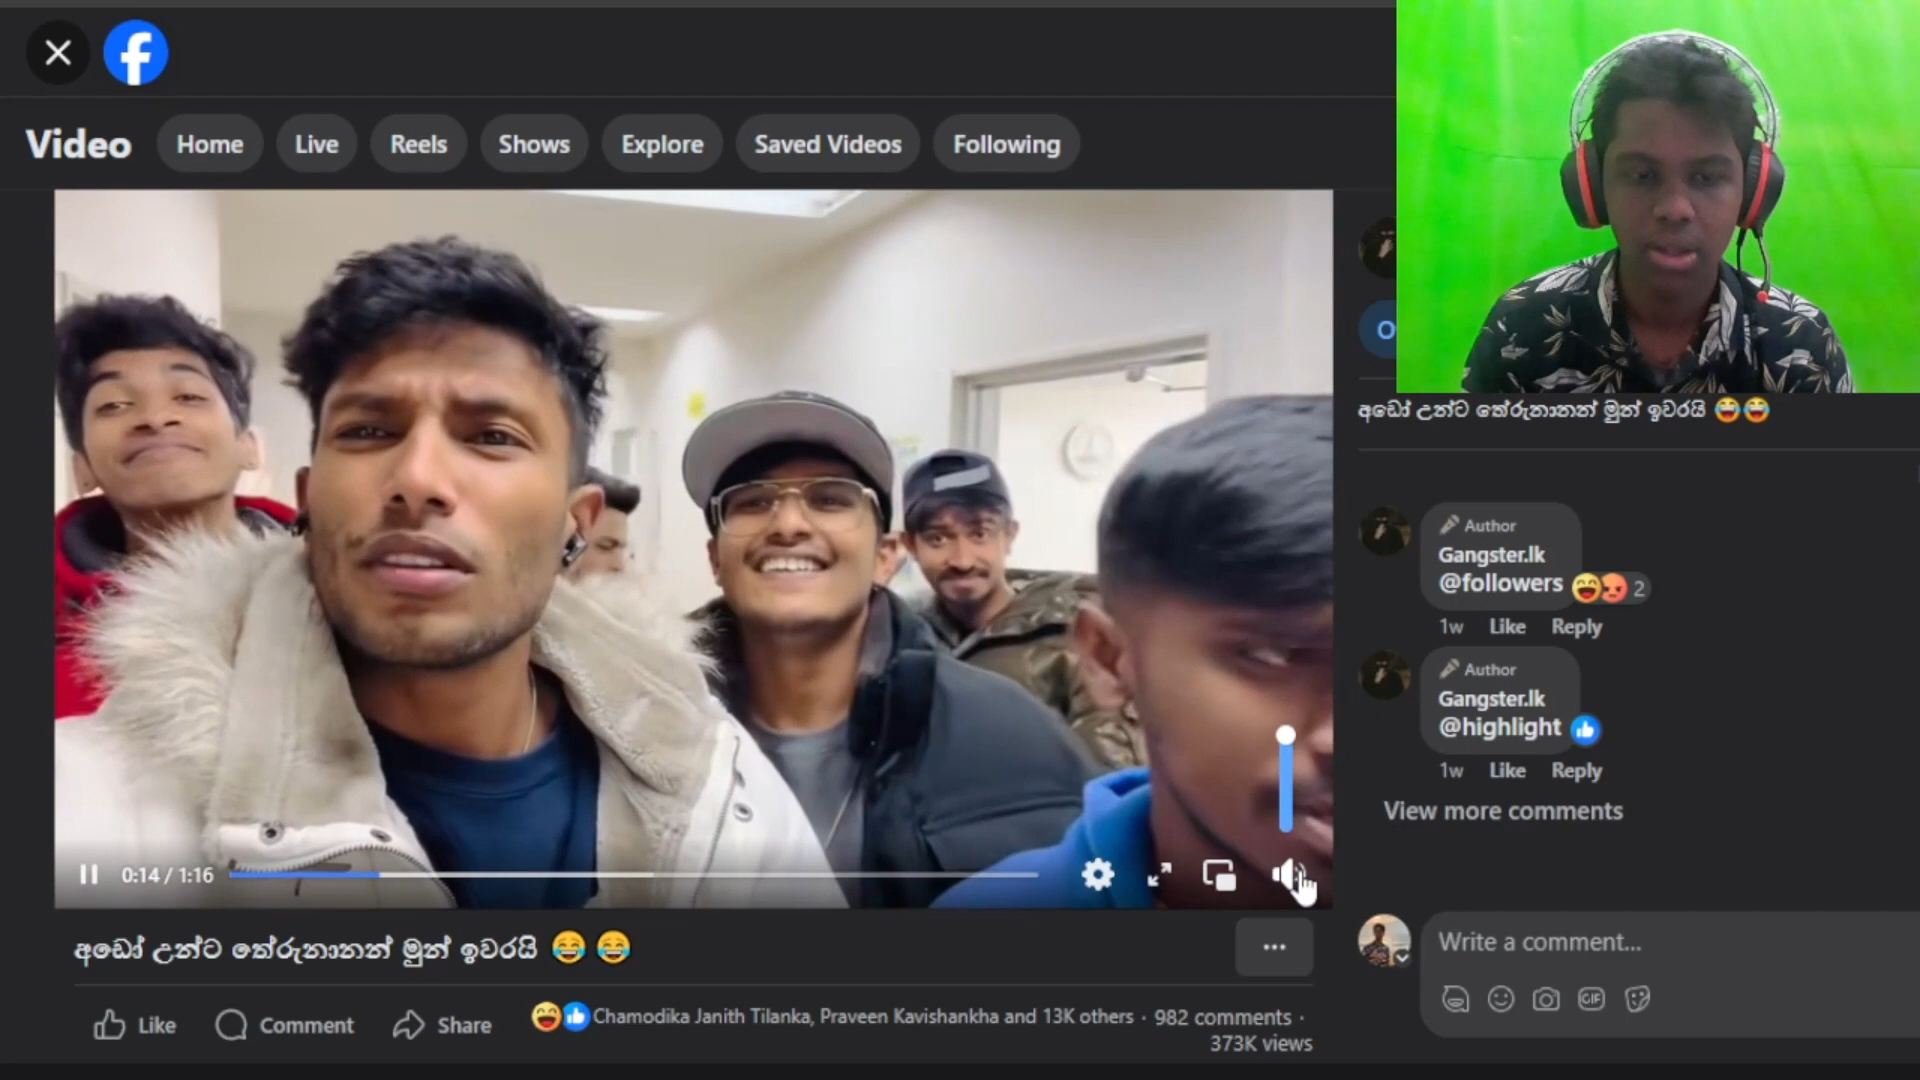 Video
Home
Live
Reels
Shows
Explore
Saved Videos
Following
0:14 / 1:16
අඩෝ උන්ට තේරුනානන් මුන් ඉවරයි 😂 😂
...
Like
Comment
Share
Chamodika Janith Tilanka, Praveen Kavishankha and 13K others · 982 comments ·
373K views
O
අඩෝ උන්ට තේරුනානන් මුන් ඉවරයි 😂😂
Author
Gangster.lk
@followers
2
1w Like Reply
Author
Gangster.lk
@highlight
1w Like Reply
View more comments
Write a comment...
GIF